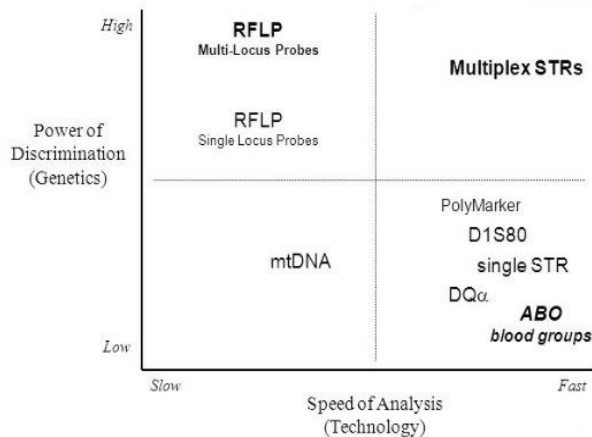 High
RFLP
Multi-Locus Probes
Multiplex STRs
RFLP
Single Locus Probes
Power of
Discrimination
(Genetics)
PolyMarker
D1S80
mtDNA
single STR
DQα
ABO
blood groups
Low
Slow
Fast
Speed of Analysis
(Technology)